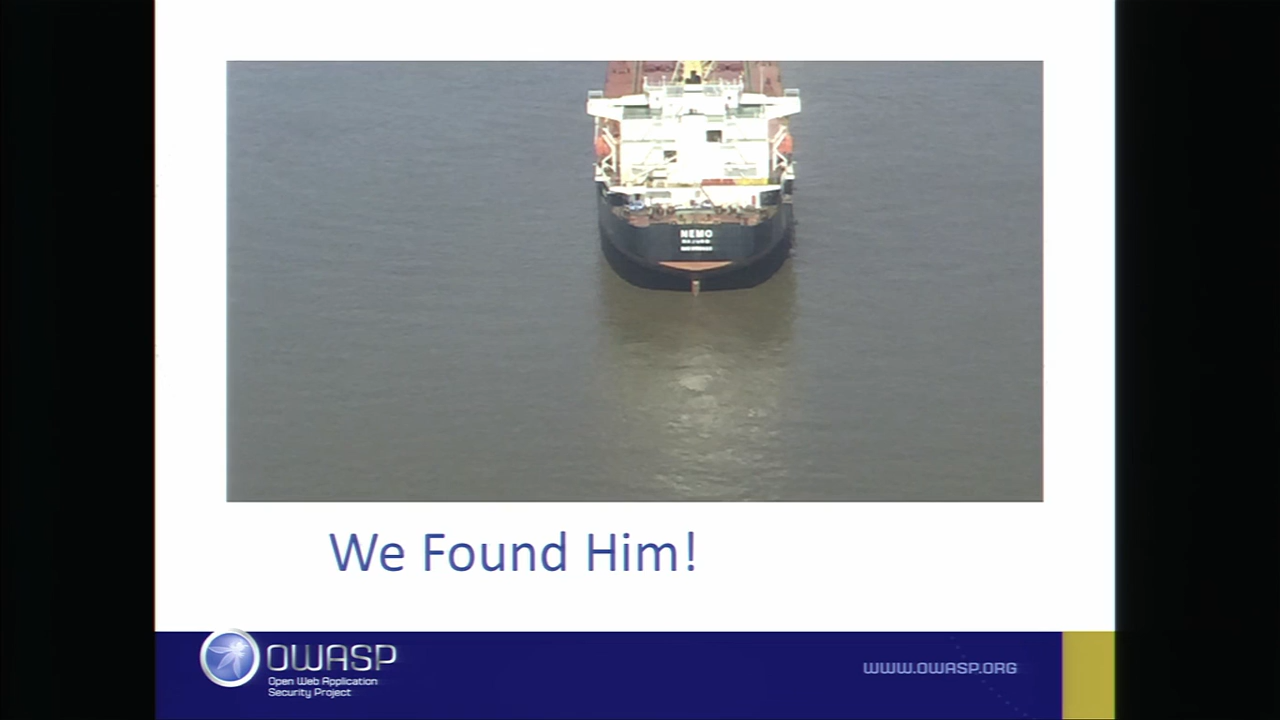 NEMO
We Found Him!
OWASP
Open Web Application
Security Project
WWW.OWASP.ORG